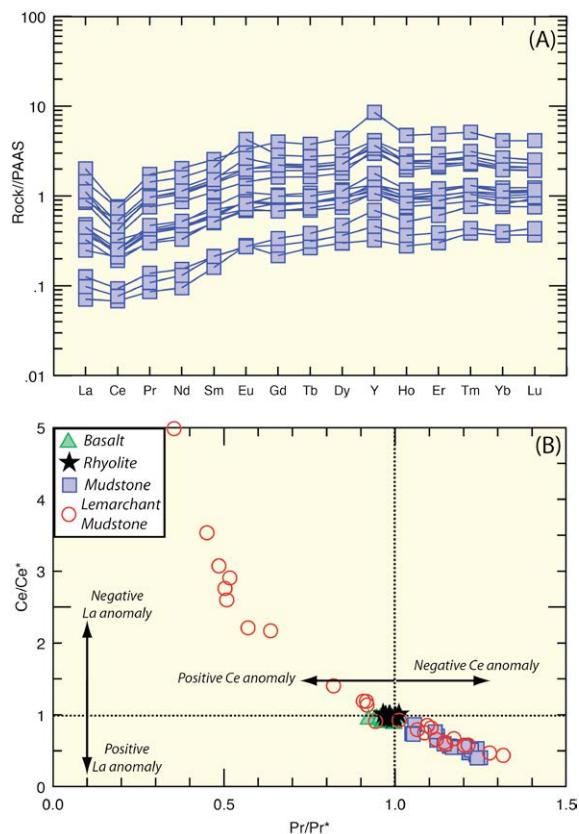 (A)
100
10
1
.1
.01
Rock//PAAS
La Ce Pr Nd Sm Eu Gd Tb Dy Y Ho Er Tm Yb Lu
(B)
5
4
3
2
1
0
Ce/Ce*
Basalt
Rhyolite
Mudstone
Lemarchant
Mudstone
Negative
La anomaly
Positive Ce anomaly
Negative Ce anomaly
Positive
La anomaly
0.0 0.5 1.0 1.5
Pr/Pr*